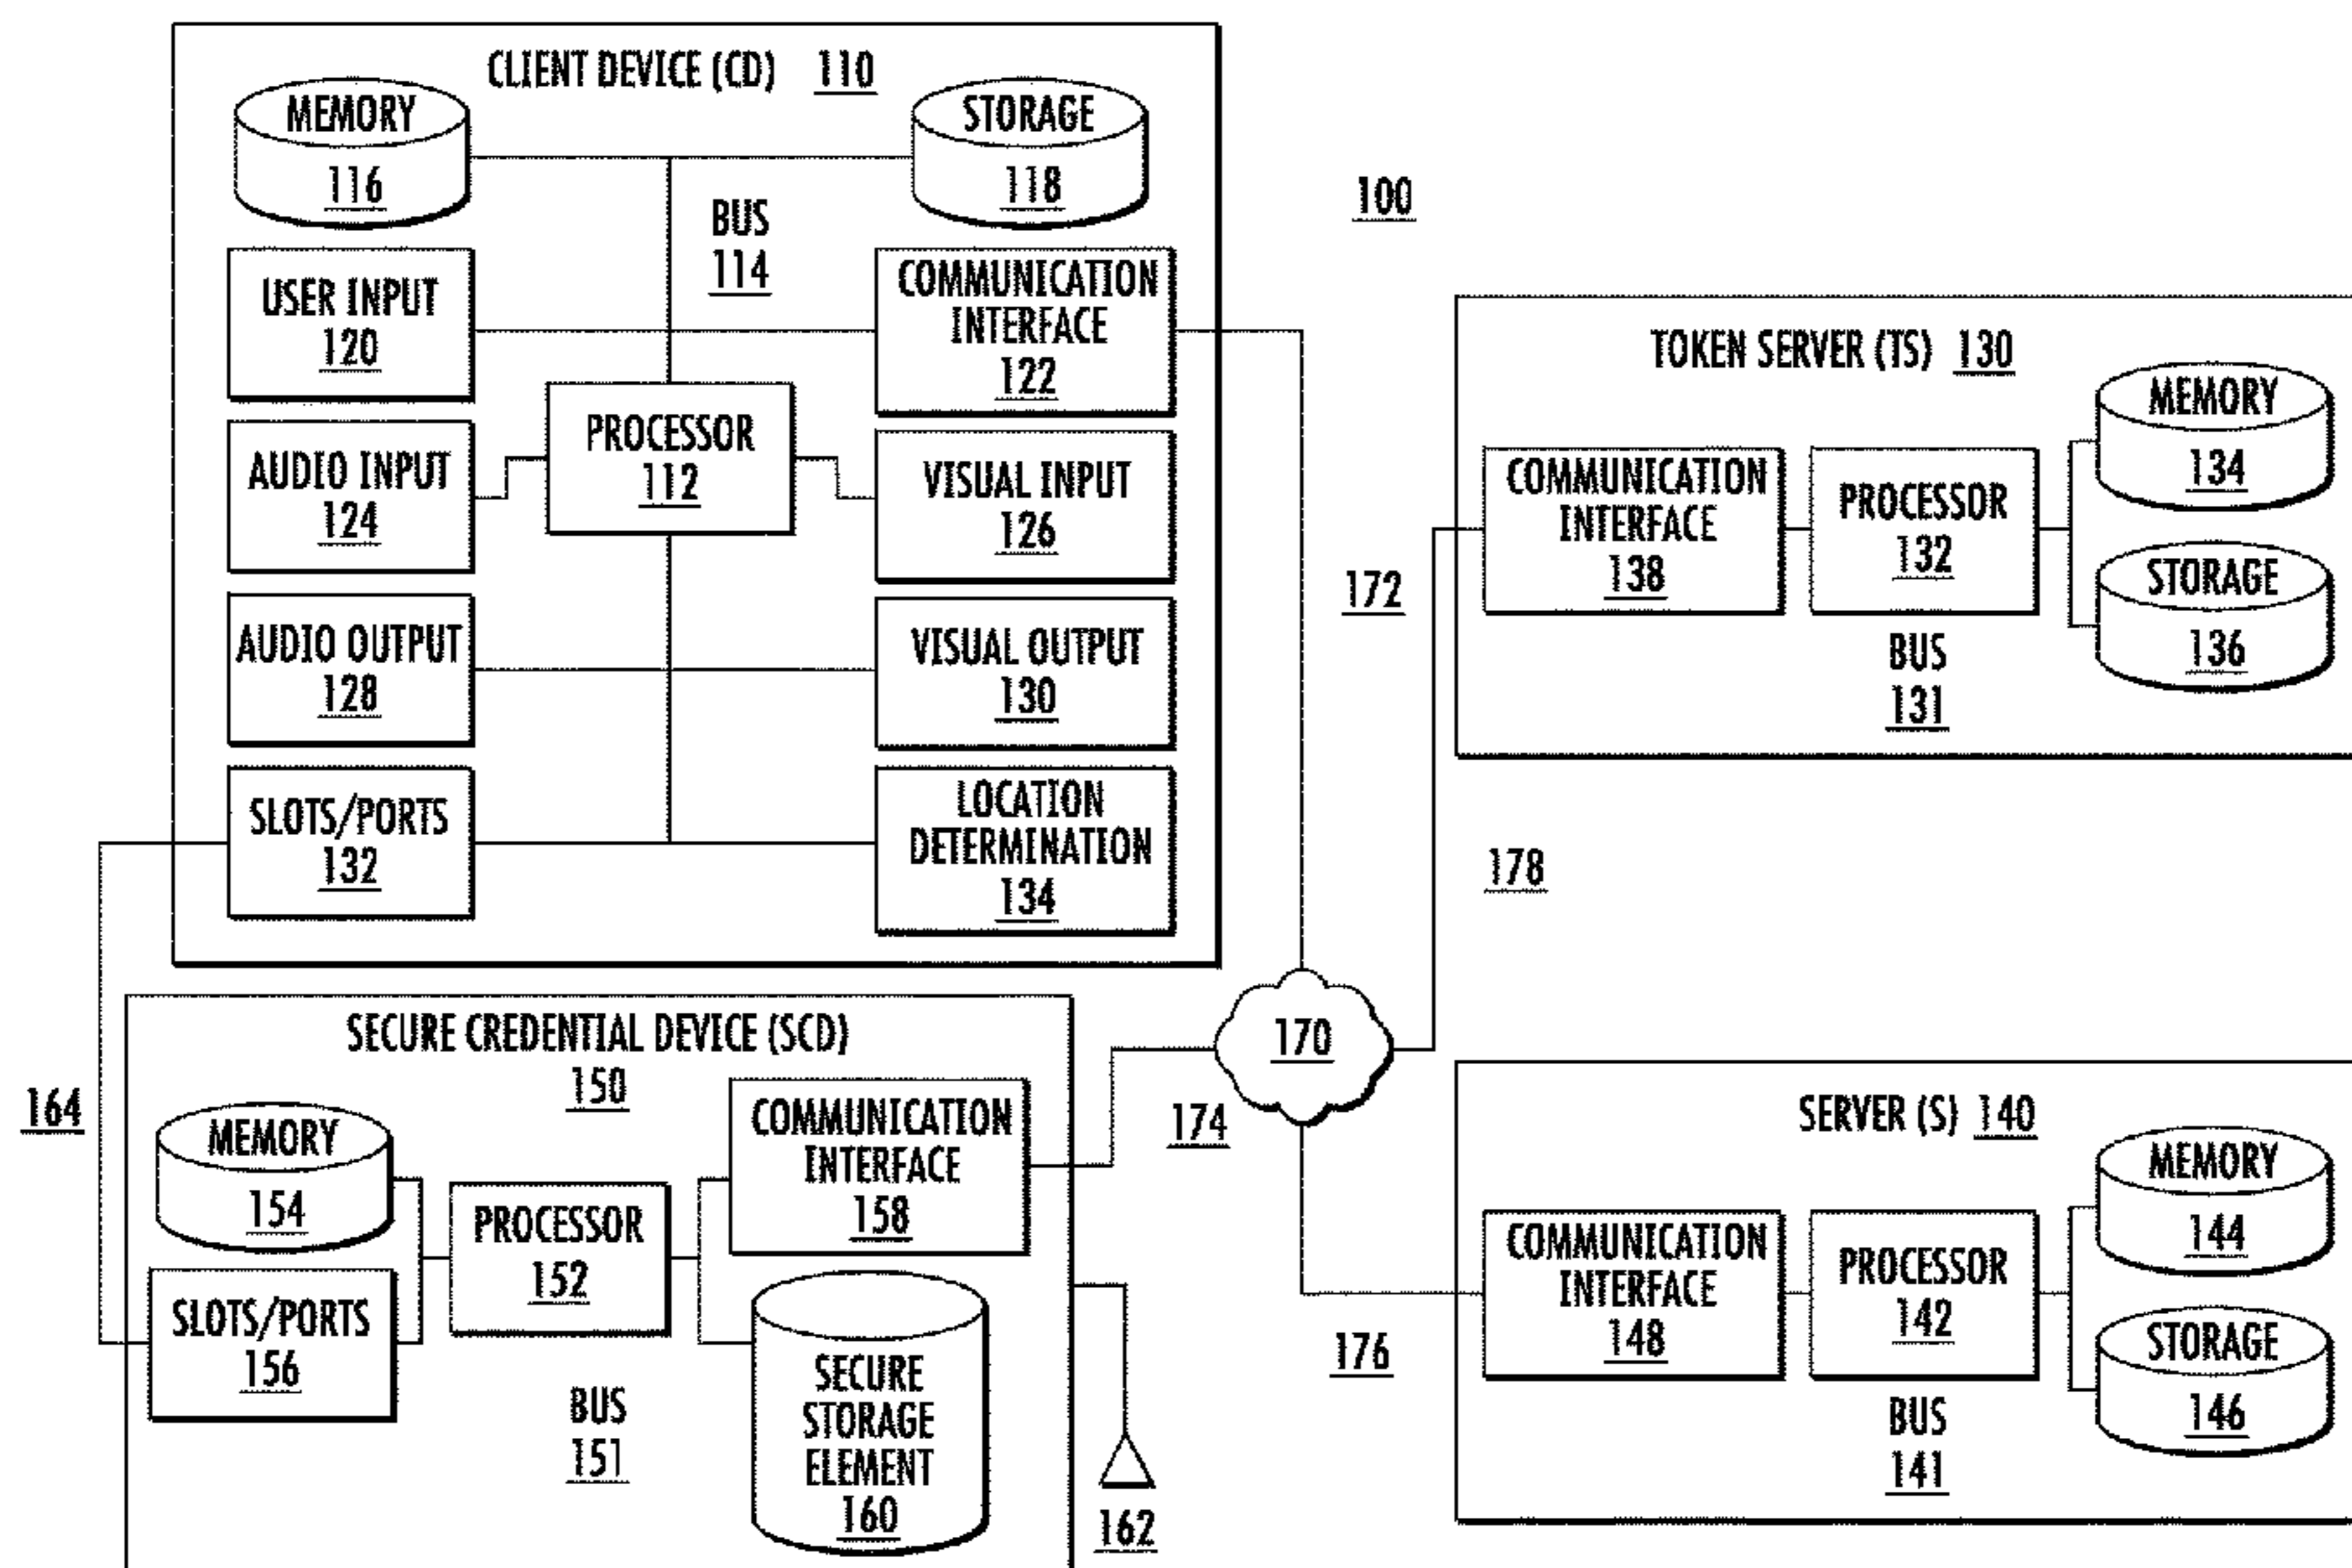 CLIENT DEVICE (CD) 110
MEMORY
116
STORAGE
118
BUS
114
100
USER INPUT
120
COMMUNICATION
INTERFACE
122
PROCESSOR
112
AUDIO INPUT
124
VISUAL INPUT
126
AUDIO OUTPUT
128
VISUAL OUTPUT
130
SLOTS/PORTS
132
LOCATION
DETERMINATION
134
TOKEN SERVER (TS) 130
MEMORY
134
COMMUNICATION
INTERFACE
138
PROCESSOR
132
STORAGE
136
BUS
131
172
178
170
174
176
164
SECURE CREDENTIAL DEVICE (SCD)
150
MEMORY
154
COMMUNICATION
INTERFACE
158
PROCESSOR
152
SLOTS/PORTS
156
BUS
151
SECURE
STORAGE
ELEMENT
160
162
SERVER (S) 140
MEMORY
144
COMMUNICATION
INTERFACE
148
PROCESSOR
142
STORAGE
146
BUS
141